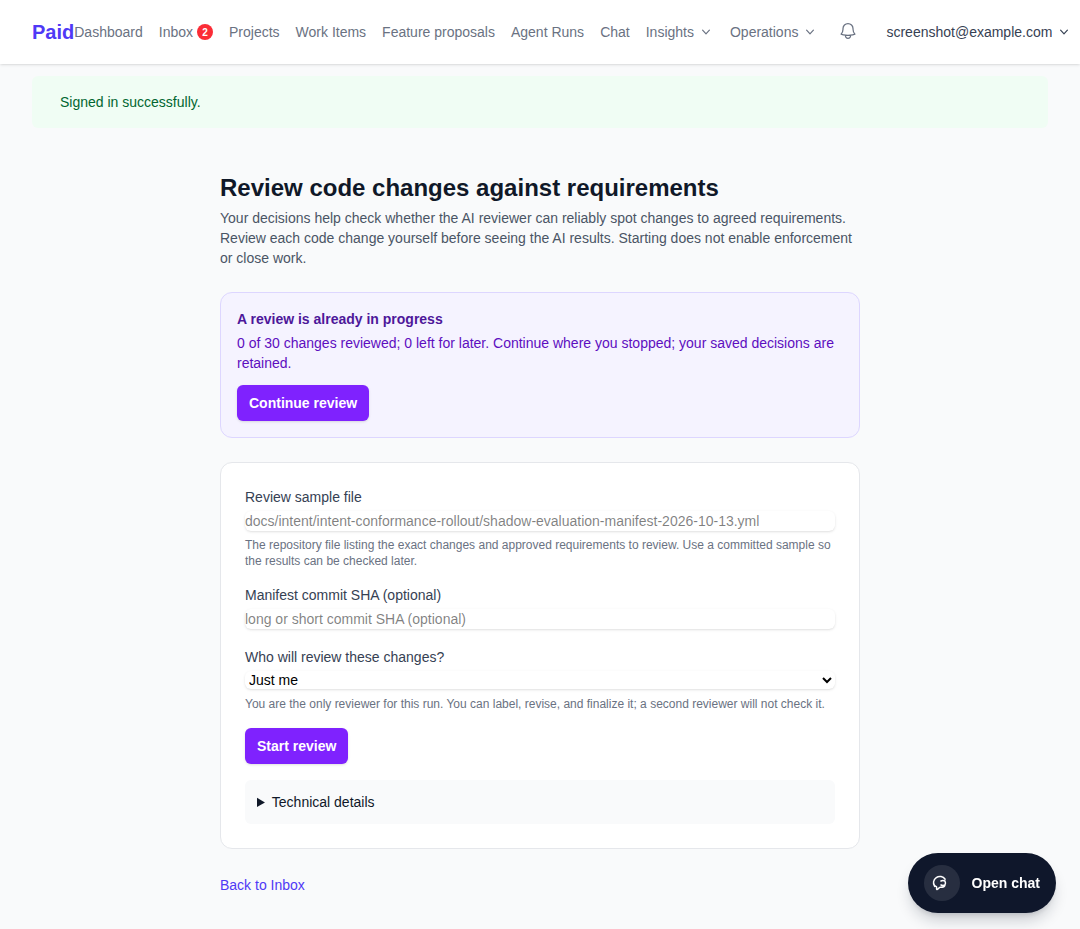 Paid Dashboard Inbox 2 Projects Work Items Feature proposals Agent Runs Chat Insights Operations screenshot@example.com
Signed in successfully.
Review code changes against requirements
Your decisions help check whether the AI reviewer can reliably spot changes to agreed requirements.
Review each code change yourself before seeing the AI results. Starting does not enable enforcement
or close work.
A review is already in progress
0 of 30 changes reviewed; 0 left for later. Continue where you stopped; your saved decisions are
retained.
Continue review
Review sample file
docs/intent/intent-conformance-rollout/shadow-evaluation-manifest-2026-10-13.yml
The repository file listing the exact changes and approved requirements to review. Use a committed sample so
the results can be checked later.
Manifest commit SHA (optional)
long or short commit SHA (optional)
Who will review these changes?
Just me
You are the only reviewer for this run. You can label, revise, and finalize it; a second reviewer will not check it.
Start review
Technical details
Back to Inbox
Open chat